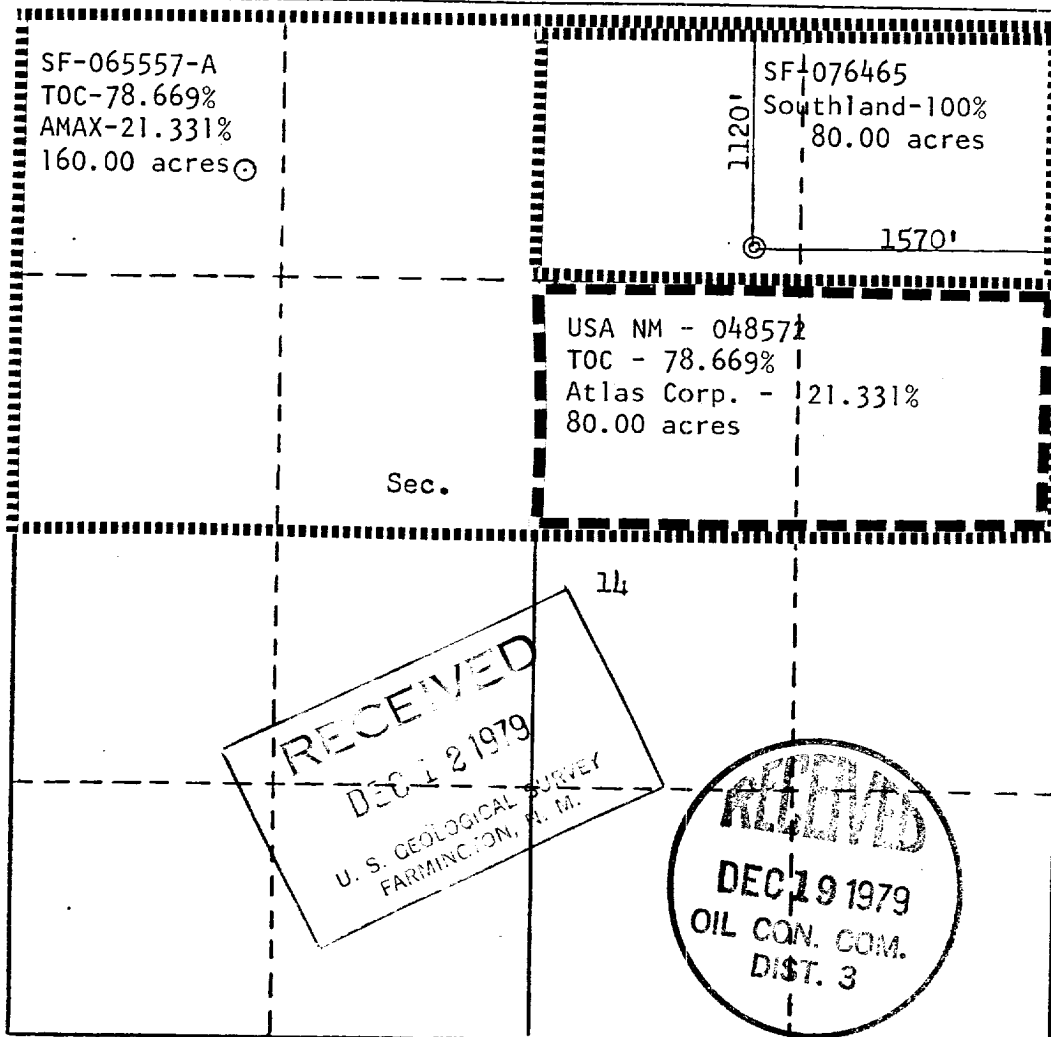 SF-065557-A
TOC-78.669%
AMAX-21.331%
160.00 acres
SF-076465
Southland-100%
80.00 acres
1120'
1570'
USA NM - 048572
TOC - 78.669%
Atlas Corp. - 21.331%
80.00 acres
Sec.
14
RECEIVED
DEC 12 1979
U. S. GEOLOGICAL SURVEY
FARMINGTON, N. M.
RECEIVED
DEC 19 1979
OIL CON. COM.
DIST. 3